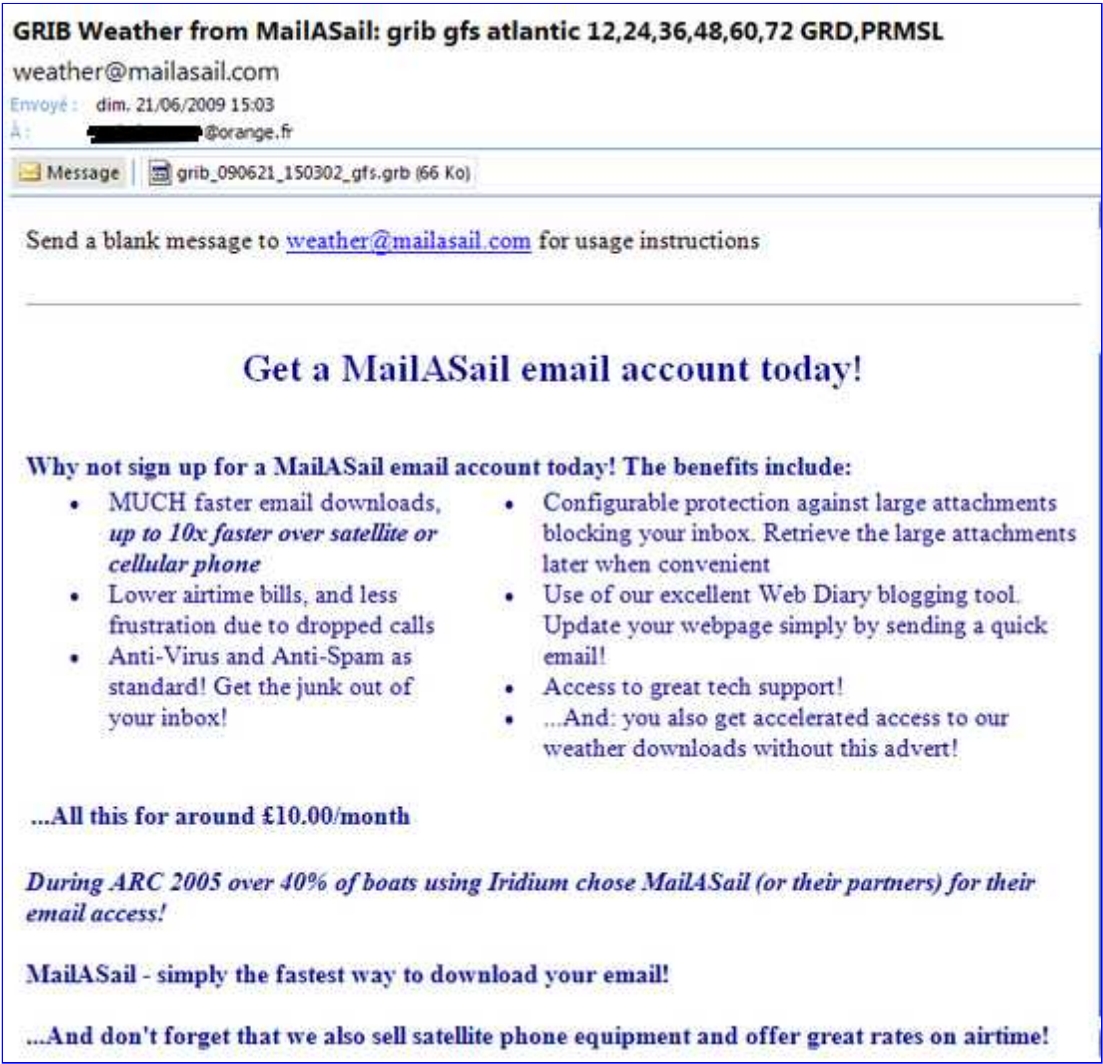 GRIB Weather from MailASail: grib gfs atlantic 12,24,36,48,60,72 GRD,PRMSL
weather@mailasail.com
Envoyé : dim. 21/06/2009 15:03
À : @orange.fr
Message grib_090621_150302_gfs.grb (66 Ko)
Send a blank message to weather@mailasail.com for usage instructions
Get a MailASail email account today!
Why not sign up for a MailASail email account today! The benefits include:
• MUCH faster email downloads,
up to 10x faster over satellite or
cellular phone
• Lower airtime bills, and less
frustration due to dropped calls
• Anti-Virus and Anti-Spam as
standard! Get the junk out of
your inbox!
• Configurable protection against large attachments
blocking your inbox. Retrieve the large attachments
later when convenient
• Use of our excellent Web Diary blogging tool.
Update your webpage simply by sending a quick
email!
• Access to great tech support!
• ...And: you also get accelerated access to our
weather downloads without this advert!
...All this for around £10.00/month
During ARC 2005 over 40% of boats using Iridium chose MailASail (or their partners) for their
email access!
MailASail - simply the fastest way to download your email!
...And don't forget that we also sell satellite phone equipment and offer great rates on airtime!